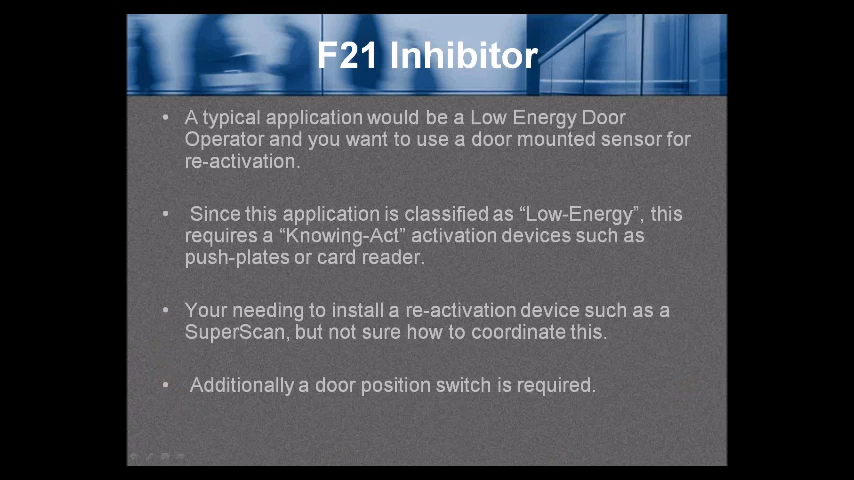 F21 Inhibitor
• A typical application would be a Low Energy Door
Operator and you want to use a door mounted sensor for
re-activation.
• Since this application is classified as “Low-Energy”, this
requires a “Knowing-Act” activation devices such as
push-plates or card reader.
• Your needing to install a re-activation device such as a
SuperScan, but not sure how to coordinate this.
• Additionally a door position switch is required.